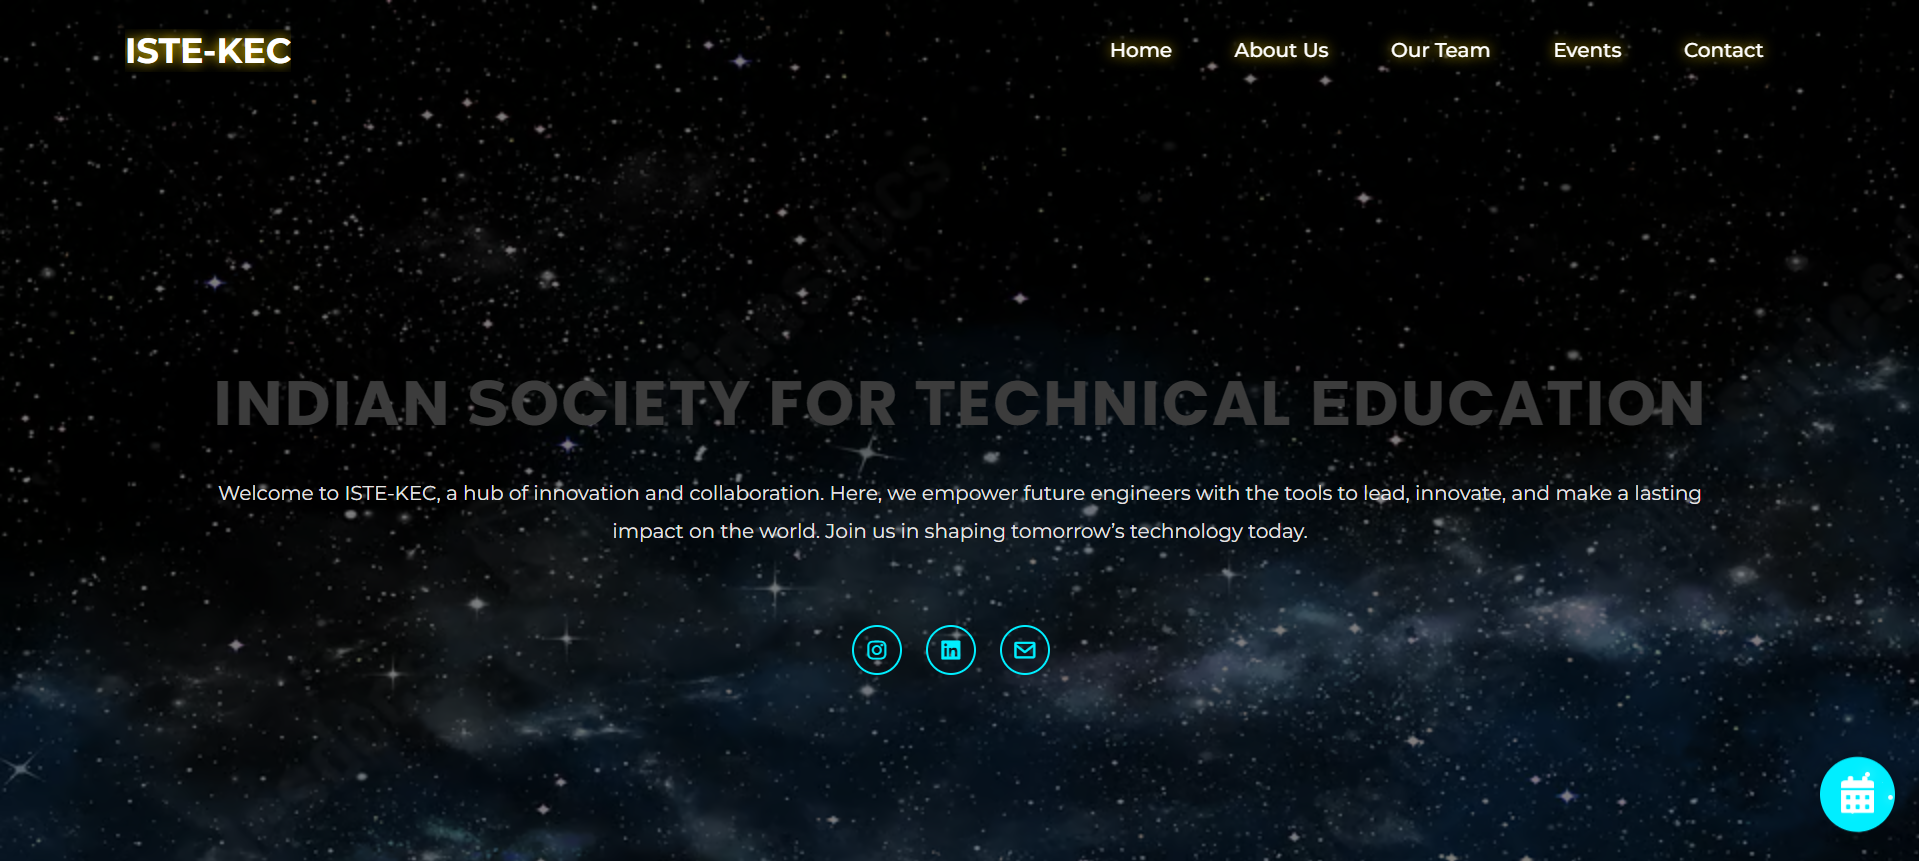 ISTE-KEC
Home About Us Our Team Events Contact
INDIAN SOCIETY FOR TECHNICAL EDUCATION
Welcome to ISTE-KEC, a hub of innovation and collaboration. Here, we empower future engineers with the tools to lead, innovate, and make a lasting
impact on the world. Join us in shaping tomorrow’s technology today.